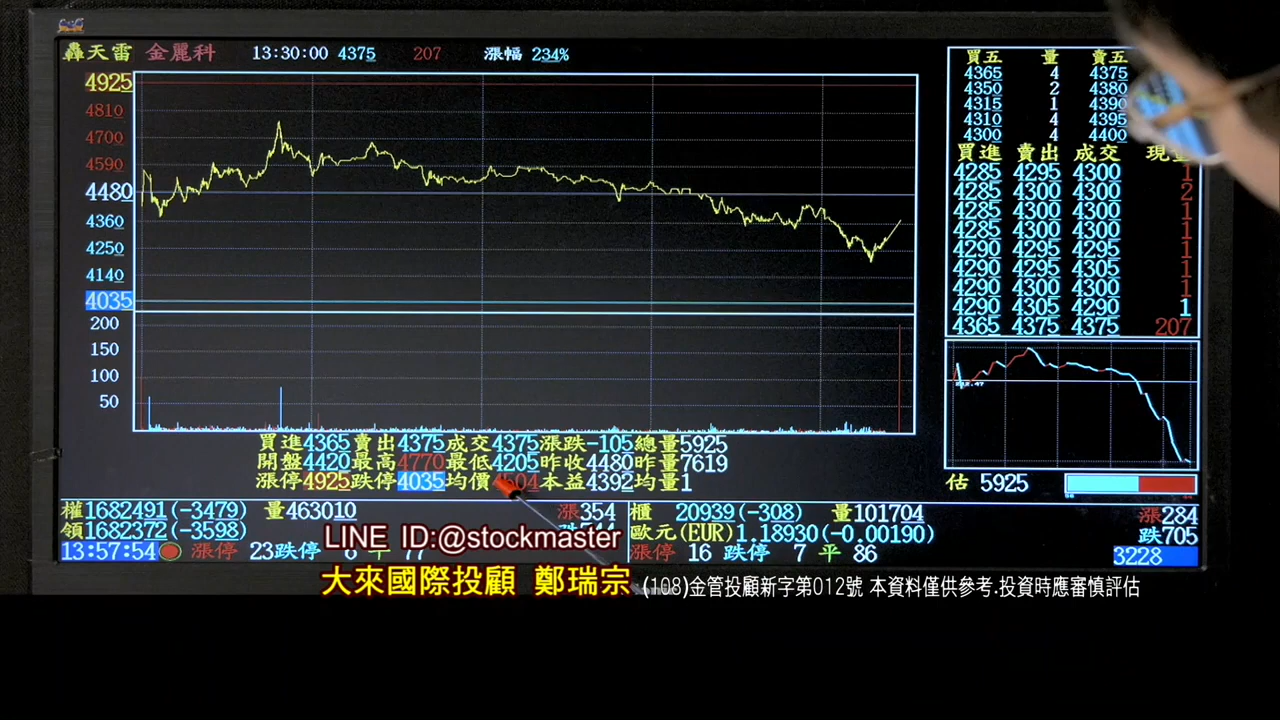 轟天雷 金麗科 13:30:00 4375 207 漲幅 234%
4925
4810
4700
4590
4480
4360
4250
4140
4035
200
150
100
50
買五 量 賣五
4365 4 4375
4350 2 4380
4315 1 4390
4310 4 4395
4300 4 4400
買進 賣出 成交 現
4285 4295 4300 1
4285 4300 4300 2
4285 4300 4300 1
4285 4300 4300 1
4290 4295 4295 1
4290 4295 4305 1
4290 4300 4300 1
4290 4305 4290 1
4365 4375 4375 207
估 5925
買進4365賣出4375成交4375漲跌-105總量5925
開盤4420最高4770最低4205昨收4480昨量7619
漲停4925跌停4035均價 504本益4392均量1
權1682491(-3479) 量463010 漲354
領1682372(-3598)
13:57:54 漲停 23跌停 平 77
櫃 20939(-308) 量101704 漲284
歐元(EUR) 1.18930(-0.00190) 跌705
漲停 16 跌停 7 平 86 3228
LINE ID:@stockmaster
大來國際投顧 鄭瑞宗 (108)金管投顧新字第012號 本資料僅供參考.投資時應審慎評估